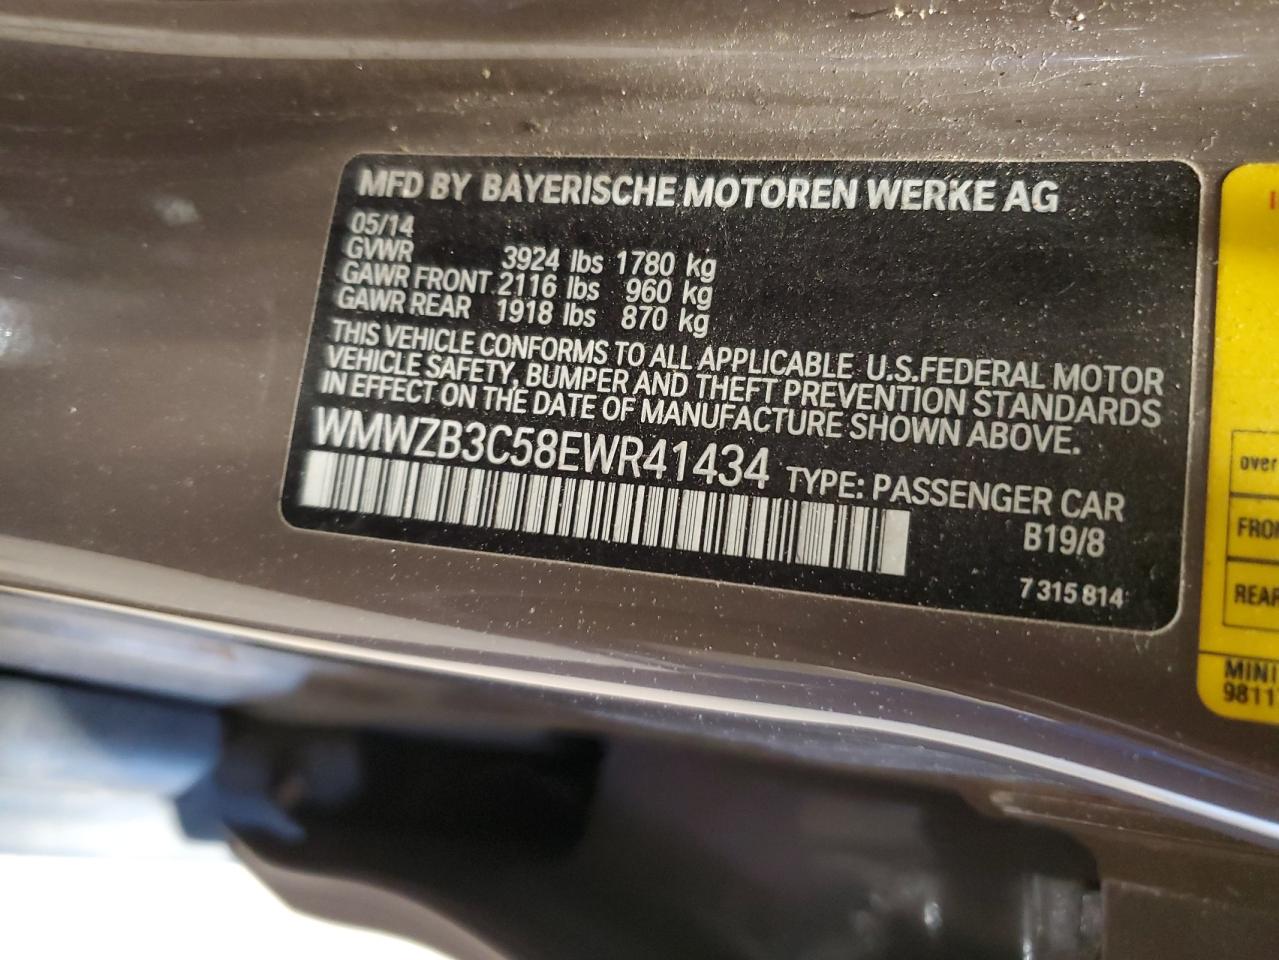 MFD BY BAYERISCHE MOTOREN WERKE AG
05/14
GVWR 3924 lbs 1780 kg
GAWR FRONT 2116 lbs 960 kg
GAWR REAR 1918 lbs 870 kg
THIS VEHICLE CONFORMS TO ALL APPLICABLE U.S.FEDERAL MOTOR
VEHICLE SAFETY, BUMPER AND THEFT PREVENTION STANDARDS
IN EFFECT ON THE DATE OF MANUFACTURE SHOWN ABOVE.
WMWZB3C58EWR41434 TYPE: PASSENGER CAR
B19/8
7 315 814
over
MINI